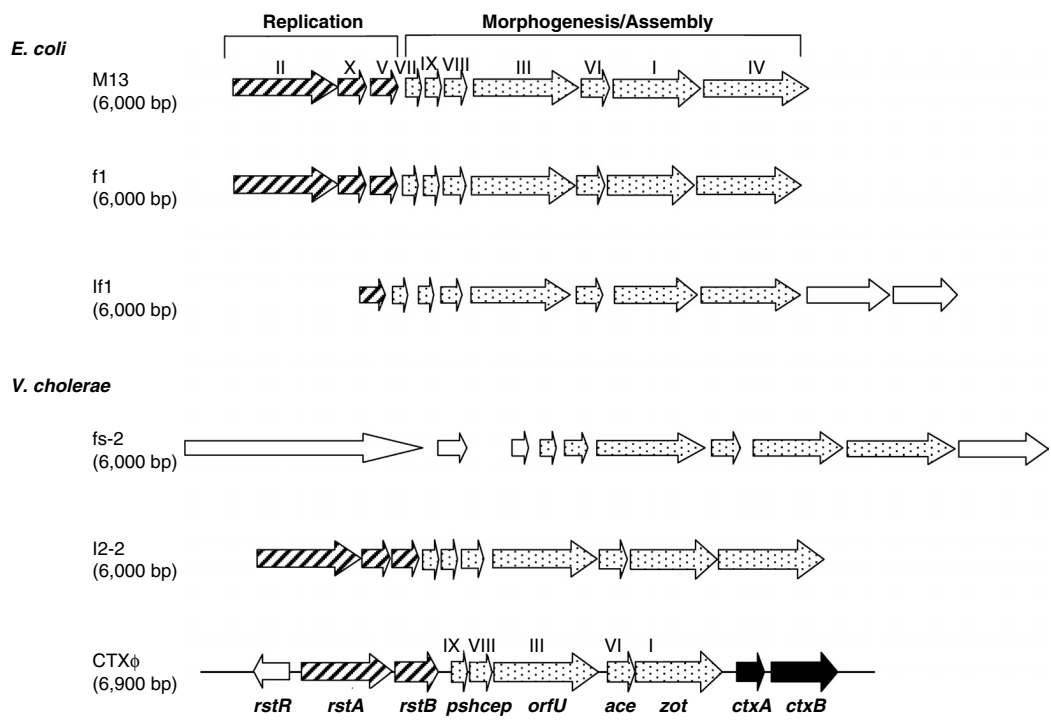 Replication Morphogenesis/Assembly
E. coli
II X V VII IX VIII III VI I IV
M13
(6,000 bp)
f1
(6,000 bp)
If1
(6,000 bp)
V. cholerae
fs-2
(6,000 bp)
I2-2
(6,000 bp)
IX VIII III VI I
CTXϕ
(6,900 bp)
rstR rstA rstB pshcep orfU ace zot ctxA ctxB